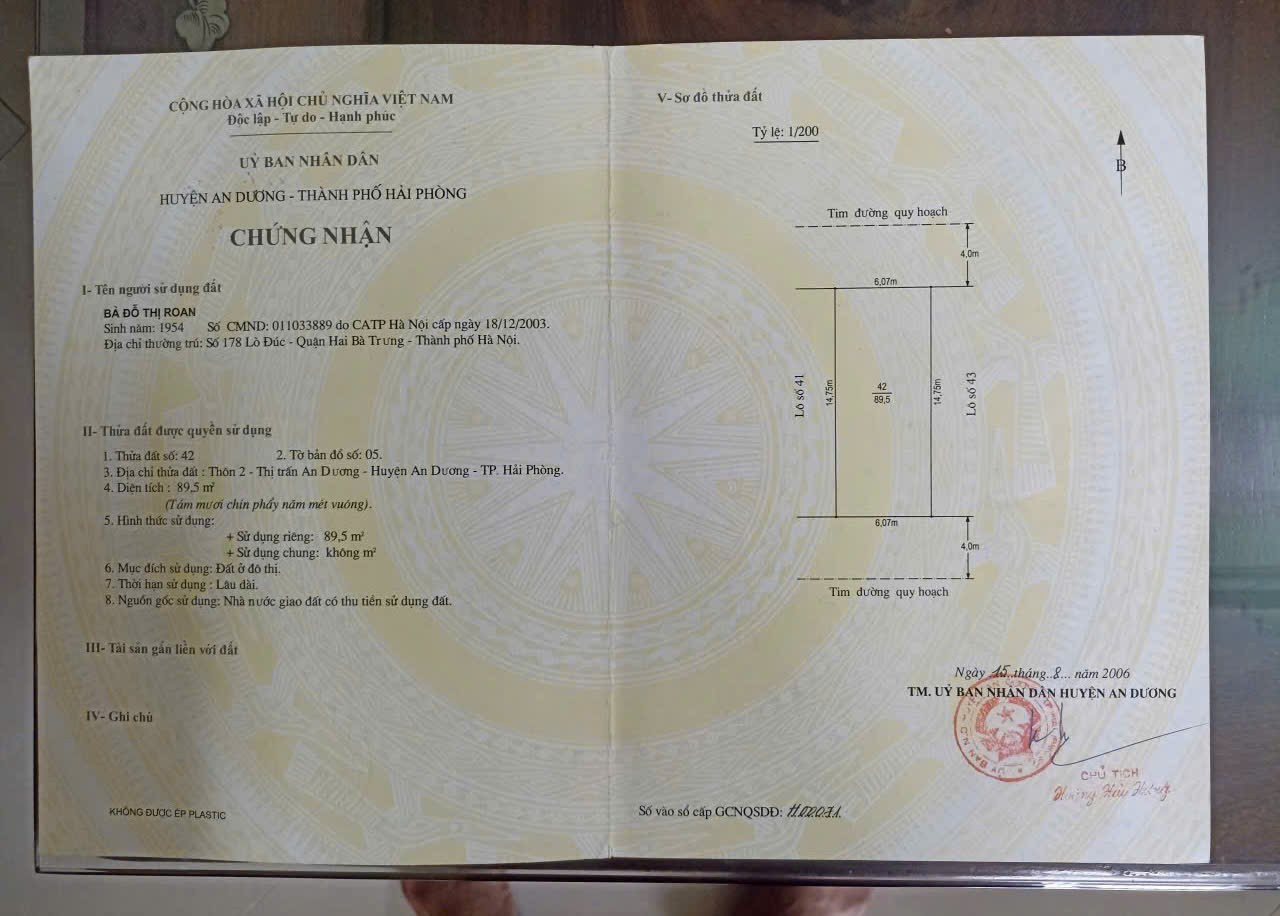 CỘNG HÒA XÃ HỘI CHỦ NGHĨA VIỆT NAM
Độc lập - Tự do - Hạnh phúc
UỶ BAN NHÂN DÂN
HUYỆN AN DƯƠNG - THÀNH PHỐ HẢI PHÒNG
CHỨNG NHẬN
I- Tên người sử dụng đất
BÀ ĐỖ THỊ ROAN
Sinh năm: 1954 Số CMND: 011033889 do CATP Hà Nội cấp ngày 18/12/2003.
Địa chỉ thường trú: Số 178 Lò Đúc - Quận Hai Bà Trưng - Thành phố Hà Nội.
II- Thửa đất được quyền sử dụng
1. Thửa đất số: 42 2. Tờ bản đồ số: 05.
3. Địa chỉ thửa đất : Thôn 2 - Thị trấn An Dương - Huyện An Dương - TP. Hải Phòng.
4. Diện tích : 89,5 m²
(Tám mươi chín phẩy năm mét vuông).
5. Hình thức sử dụng:
+ Sử dụng riêng: 89,5 m²
+ Sử dụng chung: không m²
6. Mục đích sử dụng: Đất ở đô thị.
7. Thời hạn sử dụng : Lâu dài.
8. Nguồn gốc sử dụng: Nhà nước giao đất có thu tiền sử dụng đất.
III- Tài sản gắn liền với đất
IV- Ghi chú
KHÔNG ĐƯỢC ÉP PLASTIC
V- Sơ đồ thửa đất
Tỷ lệ: 1/200
B
Tim đường quy hoạch
4,0m
6,07m
Lô số 41
14,75m
42
89,5
14,75m
Lô số 43
6,07m
4,0m
Tim đường quy hoạch
Ngày 15 tháng 8 năm 2006
TM. UỶ BAN NHÂN DÂN HUYỆN AN DƯƠNG
CHỦ TỊCH
Số vào sổ cấp GCNQSDĐ: